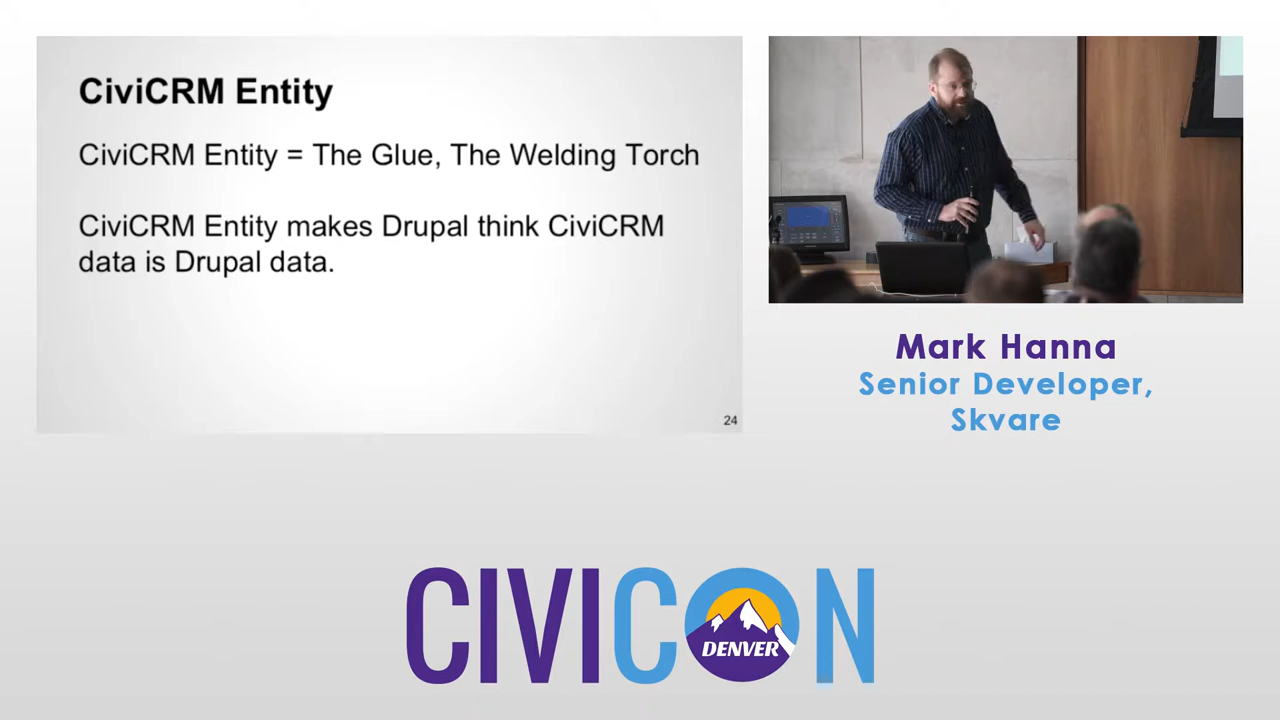 CiviCRM Entity
CiviCRM Entity = The Glue, The Welding Torch
CiviCRM Entity makes Drupal think CiviCRM
data is Drupal data.
24
Mark Hanna
Senior Developer,
Skvare
CIVICON
DENVER